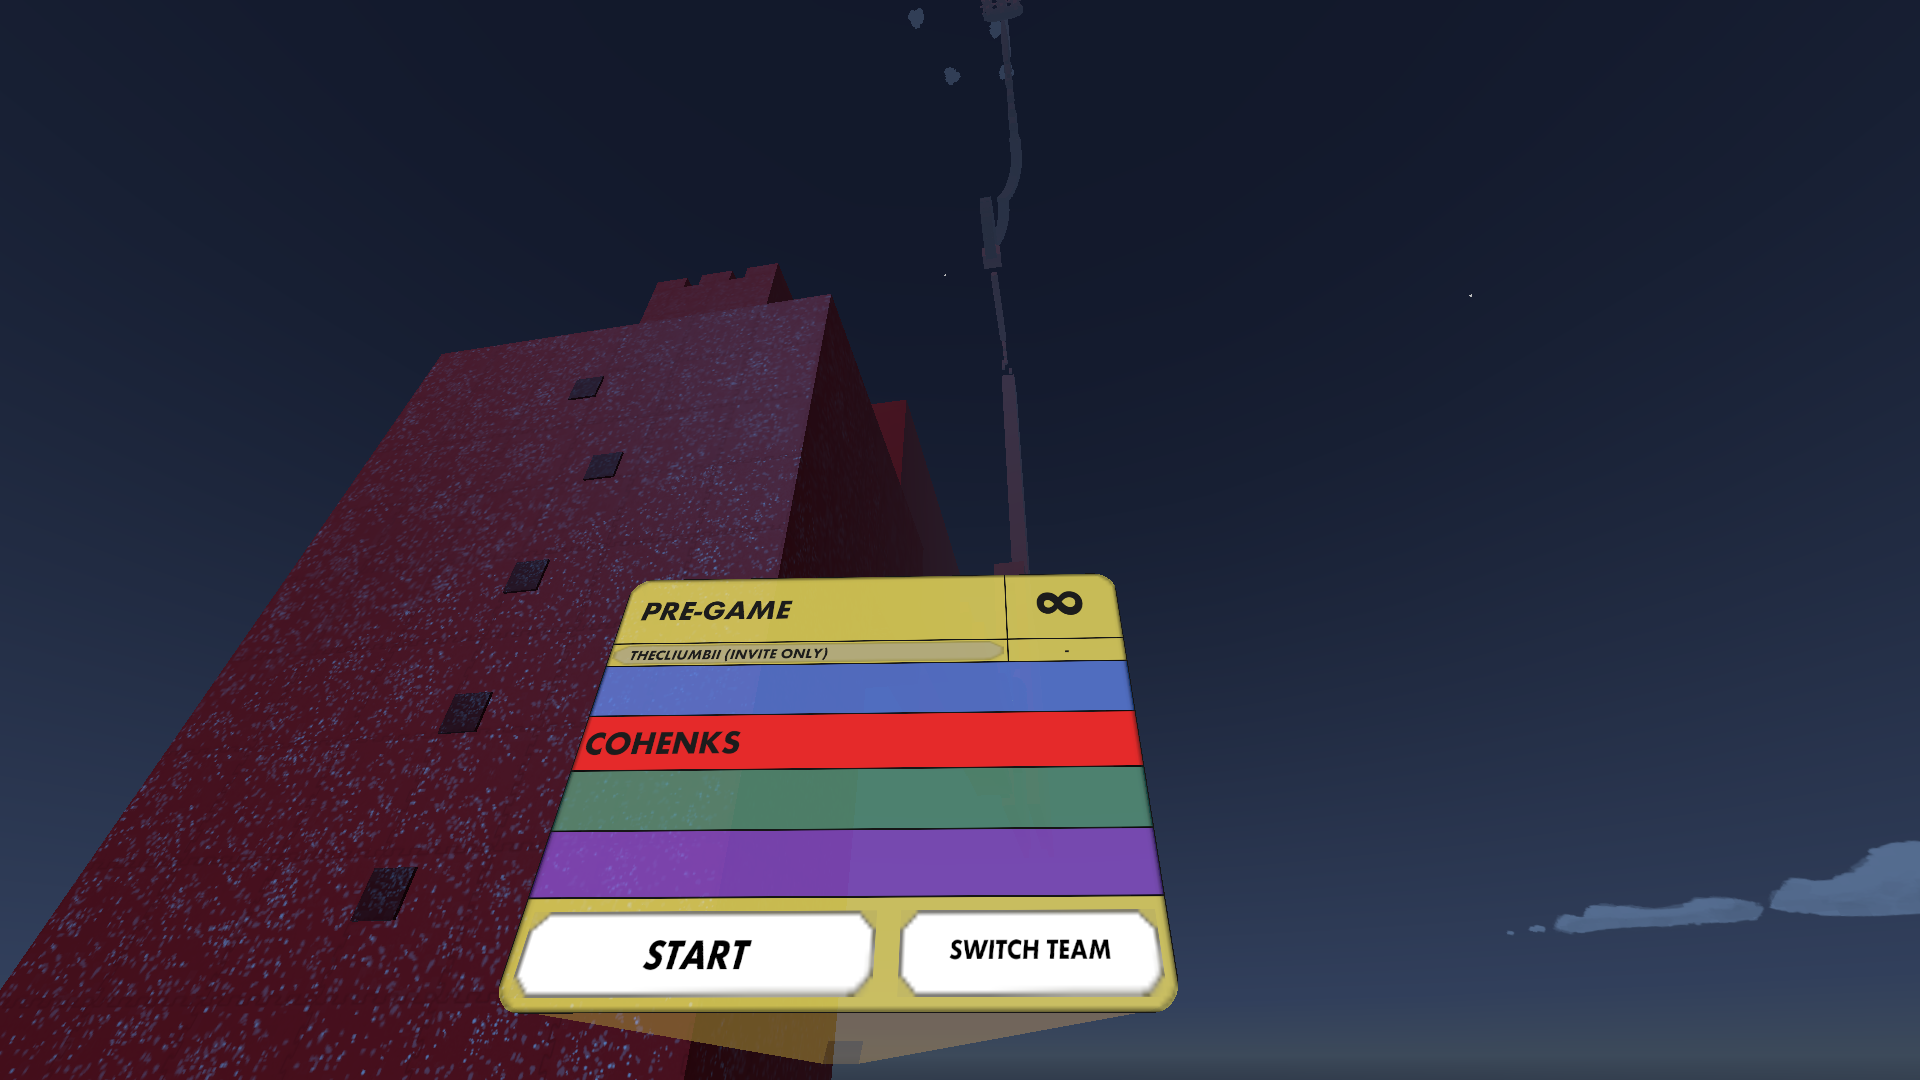 PRE-GAME ∞
THECLIUMBII (INVITE ONLY) -
COHENKS
START
SWITCH TEAM